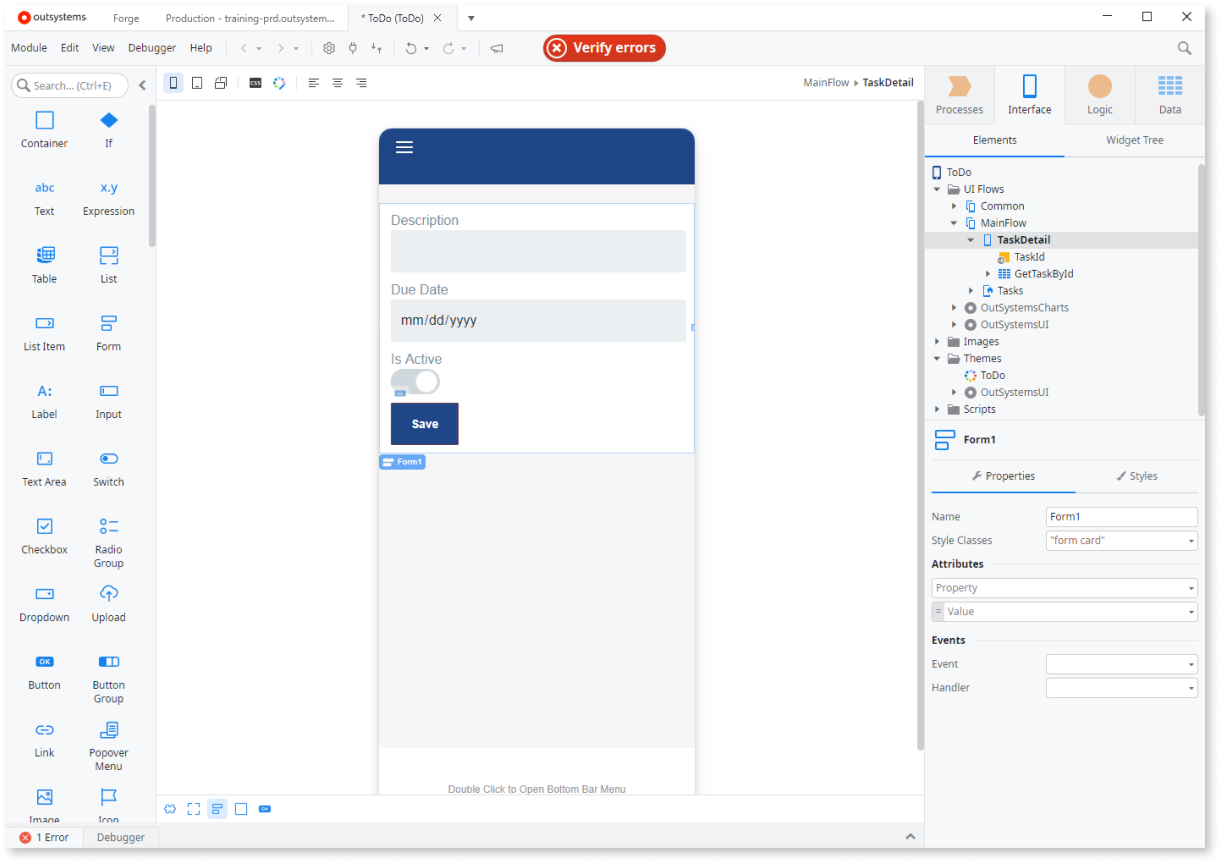 outsystems
Forge
Production - training-prd.outsystem...
* ToDo (ToDo)
Module Edit View Debugger Help
Verify errors
Search... (Ctrl+E)
css
MainFlow TaskDetail
Processes Interface Logic Data
Elements Widget Tree
Container If
abc x.y
Text Expression
Table List
List Item Form
A:
Label Input
Text Area Switch
Checkbox Radio Group
Dropdown Upload
OK
Button Button Group
Link Popover Menu
Image Icon
Description
Due Date
mm/dd/yyyy
Is Active
Save
Form1
Double Click to Open Bottom Bar Menu
OK
1 Error Debugger
ToDo
UI Flows
Common
MainFlow
TaskDetail
TaskId
GetTaskById
Tasks
OutSystemsCharts
OutSystemsUI
Images
Themes
ToDo
OutSystemsUI
Scripts
Form1
Properties Styles
Name Form1
Style Classes "form card"
Attributes
Property
= Value
Events
Event
Handler